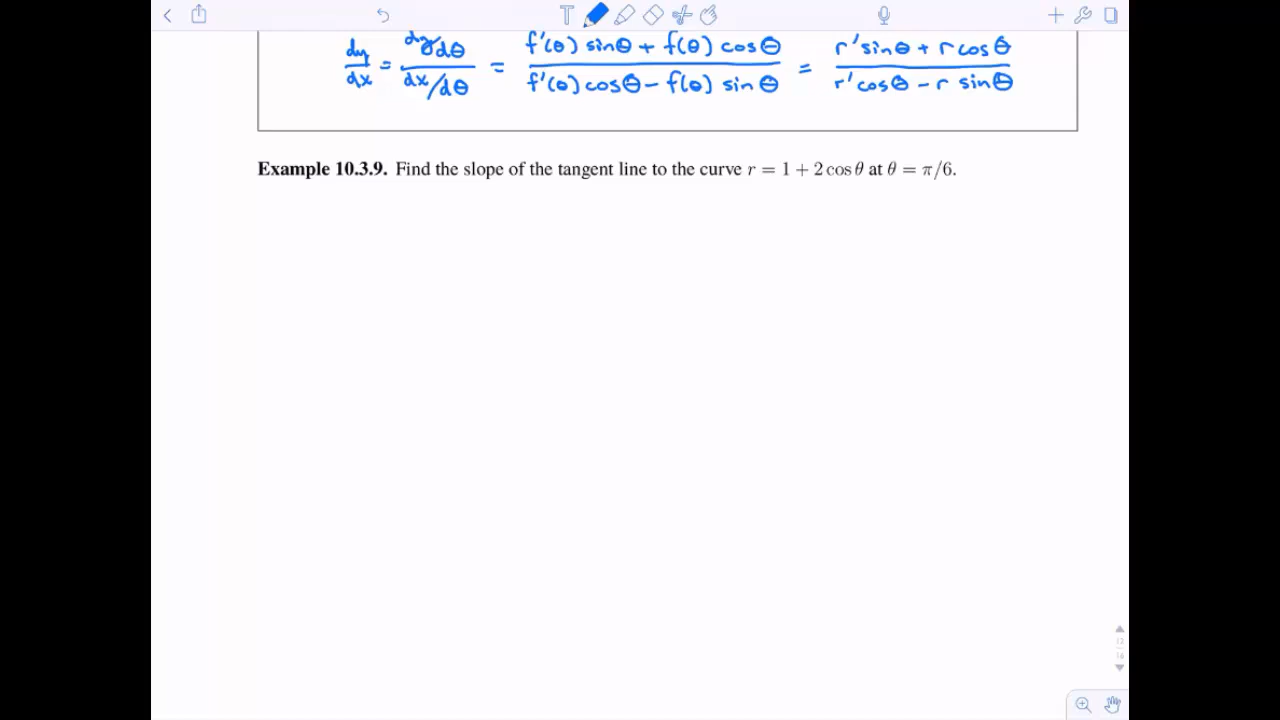 dy/dx = (dy/dθ)/(dx/dθ) = (f'(θ) sinθ + f(θ) cosθ)/(f'(θ) cosθ − f(θ) sinθ) = (r' sinθ + r cosθ)/(r' cosθ − r sinθ)
Example 10.3.9. Find the slope of the tangent line to the curve r = 1 + 2 cos θ at θ = π/6.